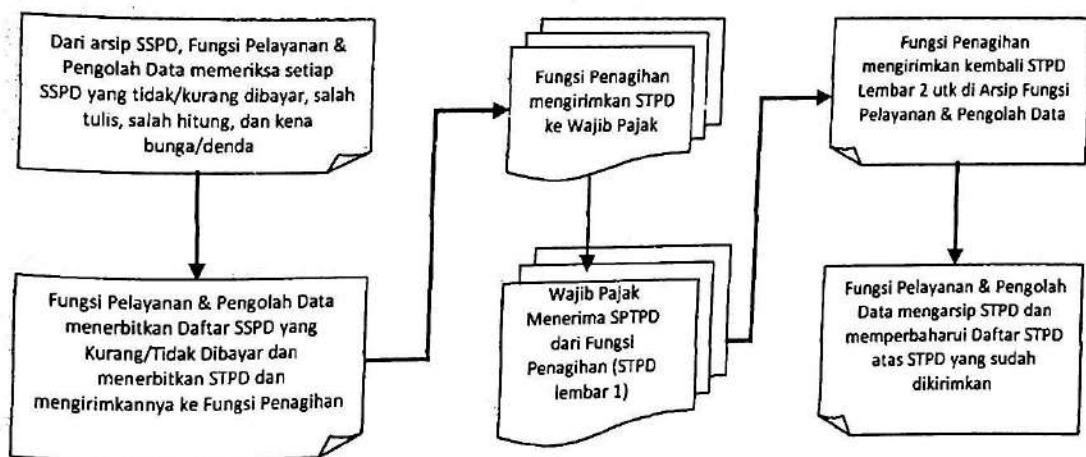 Dari arsip SSPD, Fungsi Pelayanan &
Pengolah Data memeriksa setiap
SSPD yang tidak/kurang dibayar, salah
tulis, salah hitung, dan kena
bunga/denda
Fungsi Pelayanan & Pengolah Data
menerbitkan Daftar SSPD yang
Kurang/Tidak Dibayar dan
menerbitkan STPD dan
mengirimkannya ke Fungsi Penagihan
Fungsi Penagihan
mengirimkan STPD
ke Wajib Pajak
Wajib Pajak
Menerima SPTPD
dari Fungsi
Penagihan (STPD
lembar 1)
Fungsi Penagihan
mengirimkan kembali STPD
Lembar 2 utk di Arsip Fungsi
Pelayanan & Pengolah Data
Fungsi Pelayanan & Pengolah
Data mengarsip STPD dan
memperbaharui Daftar STPD
atas STPD yang sudah
dikirimkan